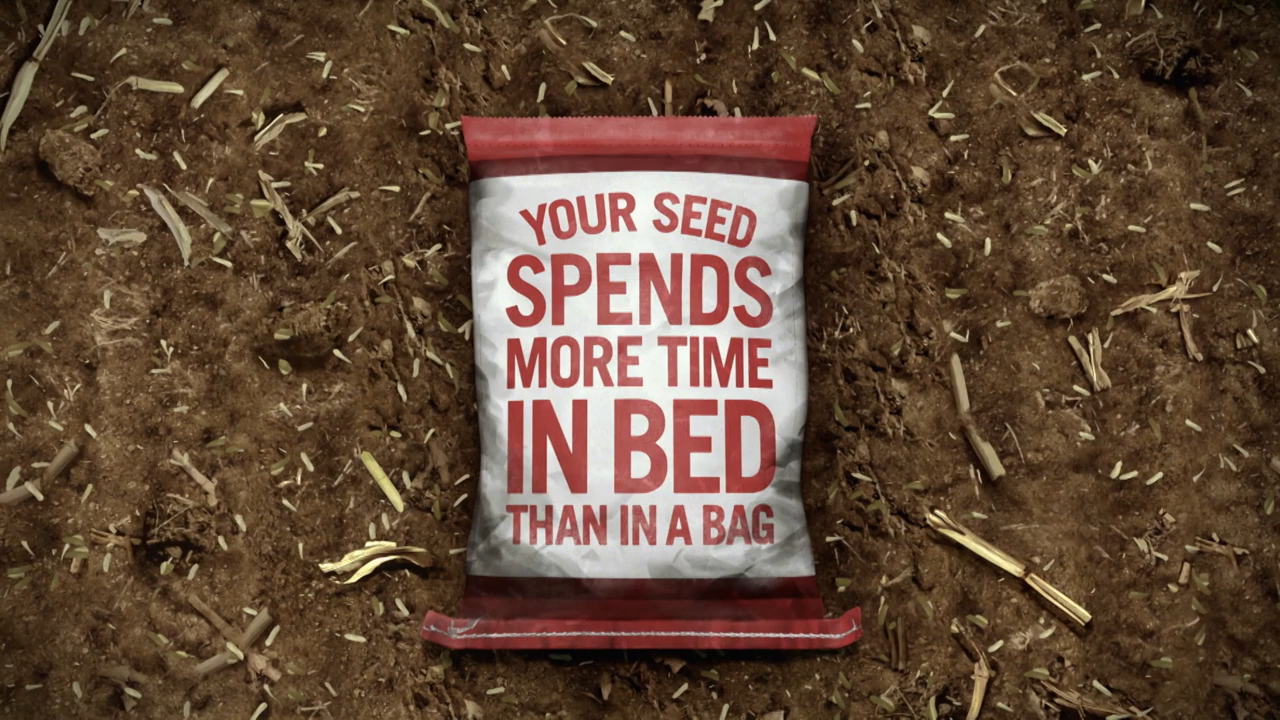 YOUR SEED
SPENDS
MORE TIME
IN BED
THAN IN A BAG